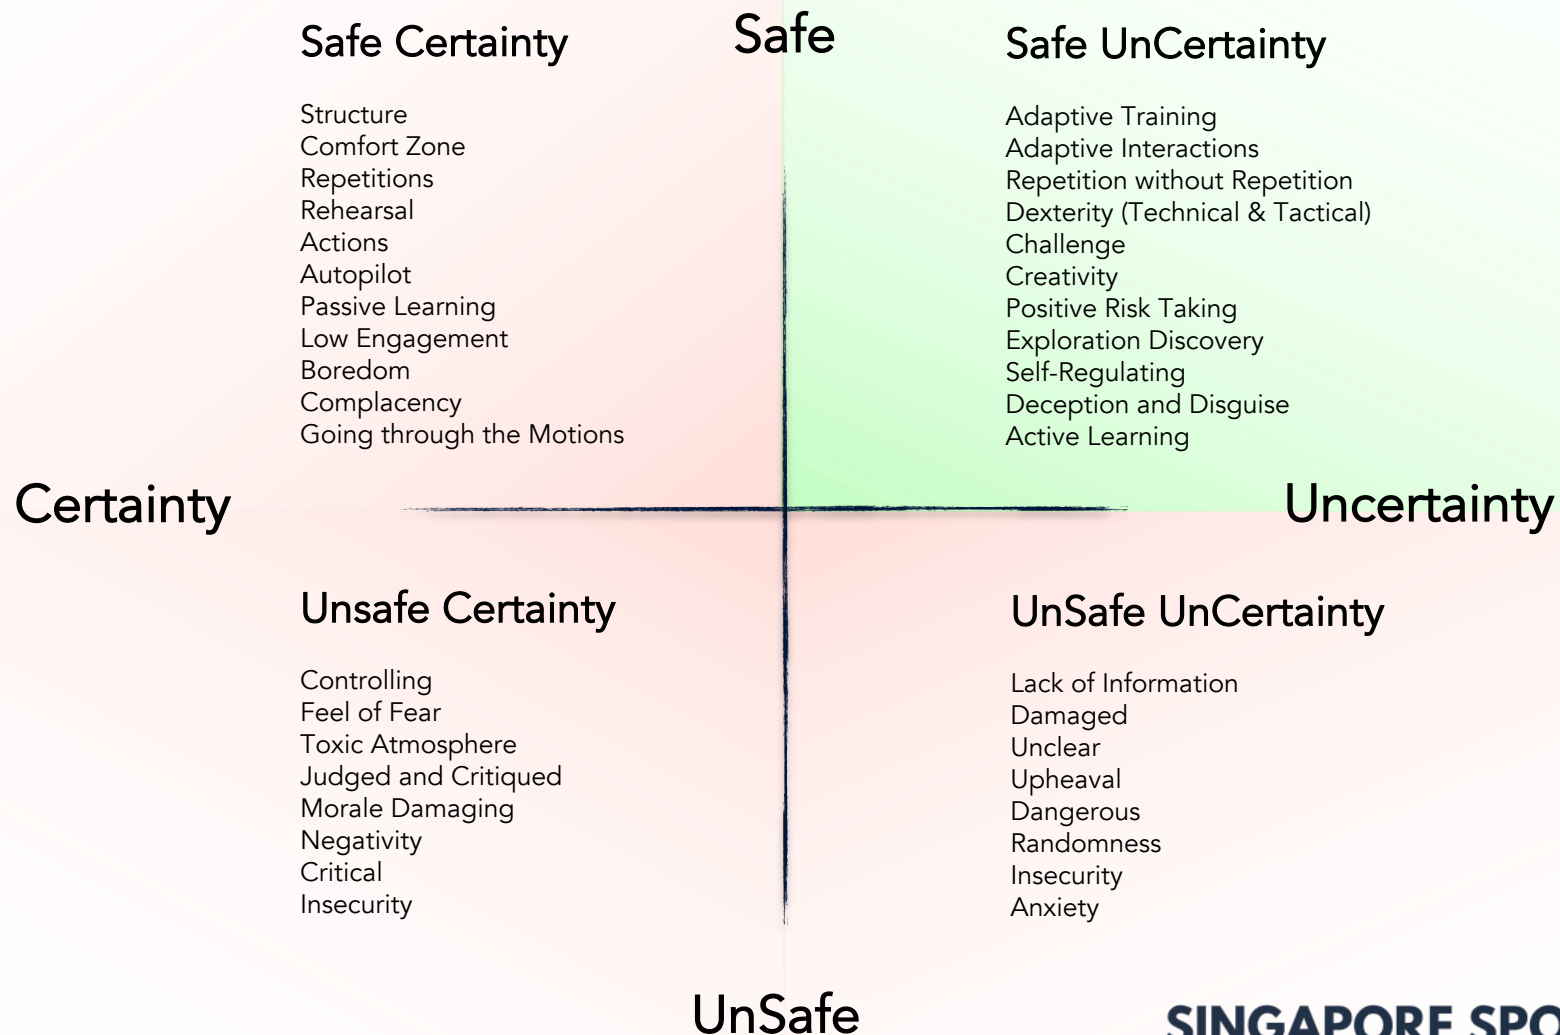 Safe
Safe Certainty
Structure
Comfort Zone
Repetitions
Rehearsal
Actions
Autopilot
Passive Learning
Low Engagement
Boredom
Complacency
Going through the Motions
Safe UnCertainty
Adaptive Training
Adaptive Interactions
Repetition without Repetition
Dexterity (Technical & Tactical)
Challenge
Creativity
Positive Risk Taking
Exploration Discovery
Self-Regulating
Deception and Disguise
Active Learning
Certainty
Uncertainty
Unsafe Certainty
Controlling
Feel of Fear
Toxic Atmosphere
Judged and Critiqued
Morale Damaging
Negativity
Critical
Insecurity
UnSafe UnCertainty
Lack of Information
Damaged
Unclear
Upheaval
Dangerous
Randomness
Insecurity
Anxiety
UnSafe
SINGAPORE SPO